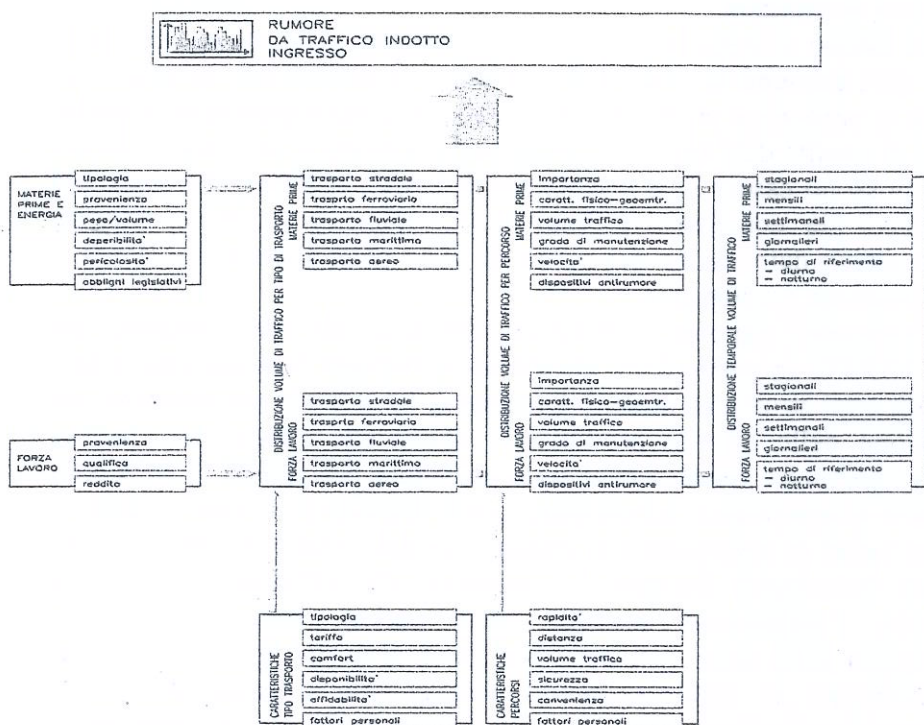 RUMORE
DA TRAFFICO INDOTTO
INGRESSO
MATERIE
PRIME E
ENERGIA
tipologia
provenienza
peso/volume
deperibilita'
pericolosita'
obblighi legislativi
FORZA
LAVORO
provenienza
qualifica
reddito
DISTRIBUZIONE VOLUME DI TRAFFICO PER TIPO DI TRASPORTO
MATERIE PRIME
trasporto stradale
trasprto ferroviario
trasporto fluviale
trasporto marittimo
trasporto aereo
FORZA LAVORO
trasporto stradale
trasprto ferroviario
trasporto fluviale
trasporto marittimo
trasporto aereo
DISTRIBUZIONE VOLUME DI TRAFFICO PER PERCORSO
MATERIE PRIME
importanza
caratt. fisico-geoemtr.
volume traffico
grado di manutenzione
velocita'
dispositivi antirumore
FORZA LAVORO
importanza
caratt. fisico-geoemtr.
volume traffico
grado di manutenzione
velocita'
dispositivi antirumore
DISTRIBUZIONE TEMPORALE VOLUME DI TRAFFICO
MATERIE PRIME
stagionali
mensili
settimanali
giornalieri
tempo di riferimento
- diurno
- notturno
FORZA LAVORO
stagionali
mensili
settimanali
giornalieri
tempo di riferimento
- diurno
- notturno
CARATTERISTICHE
TIPO TRASPORTO
tipologia
tariffa
comfort
disponibilita'
affidabilita'
fattori personali
CARATTERISTICHE
PERCORSI
rapidita'
distanza
volume traffico
sicurezza
convenienza
fattori personali